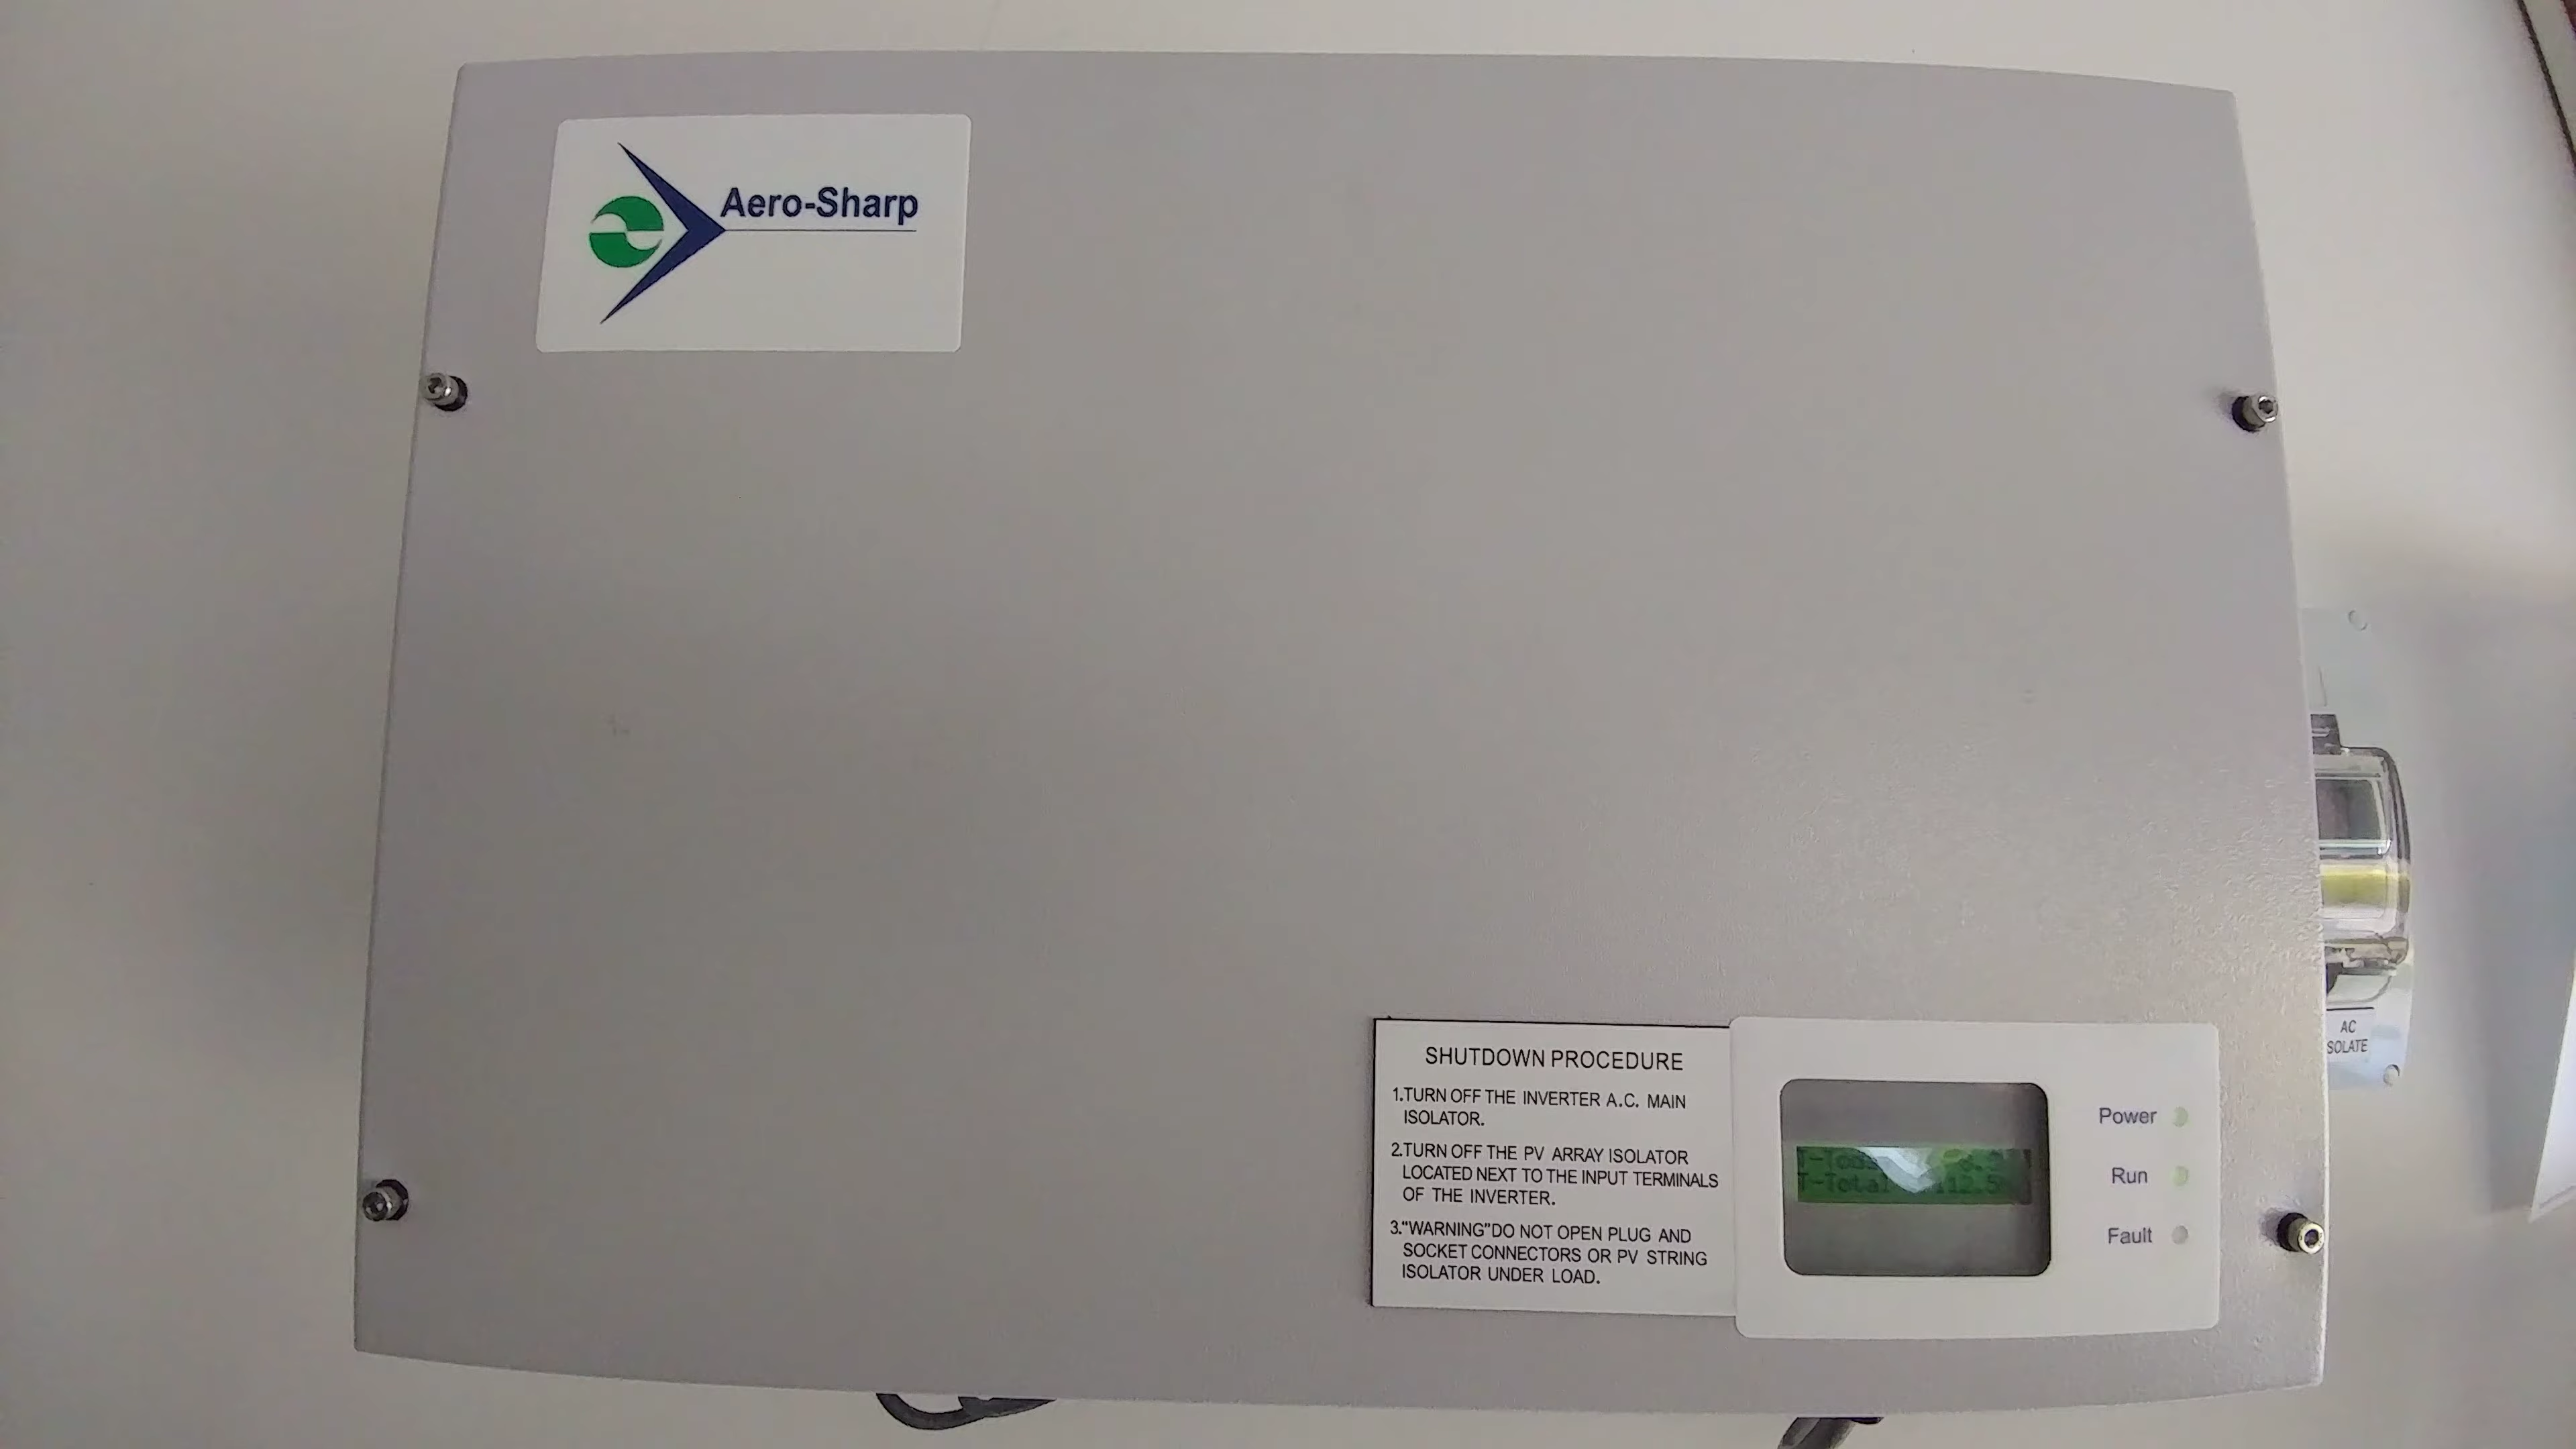 Aero-Sharp
SHUTDOWN PROCEDURE
1.TURN OFF THE INVERTER A.C. MAIN
ISOLATOR.
2.TURN OFF THE PV ARRAY ISOLATOR
LOCATED NEXT TO THE INPUT TERMINALS
OF THE INVERTER.
3."WARNING"DO NOT OPEN PLUG AND
SOCKET CONNECTORS OR PV STRING
ISOLATOR UNDER LOAD.
T-Total
Power
Run
Fault
AC
SOLATE